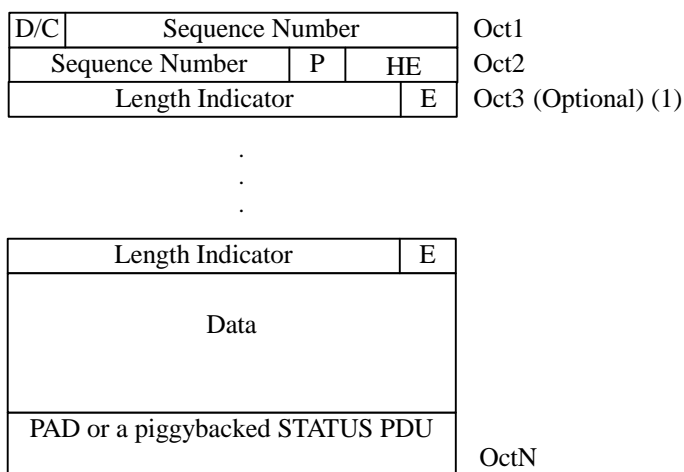 D/C Sequence Number Oct1
Sequence Number P HE Oct2
Length Indicator E Oct3 (Optional) (1)
.
.
.
Length Indicator E
Data
PAD or a piggybacked STATUS PDU
OctN